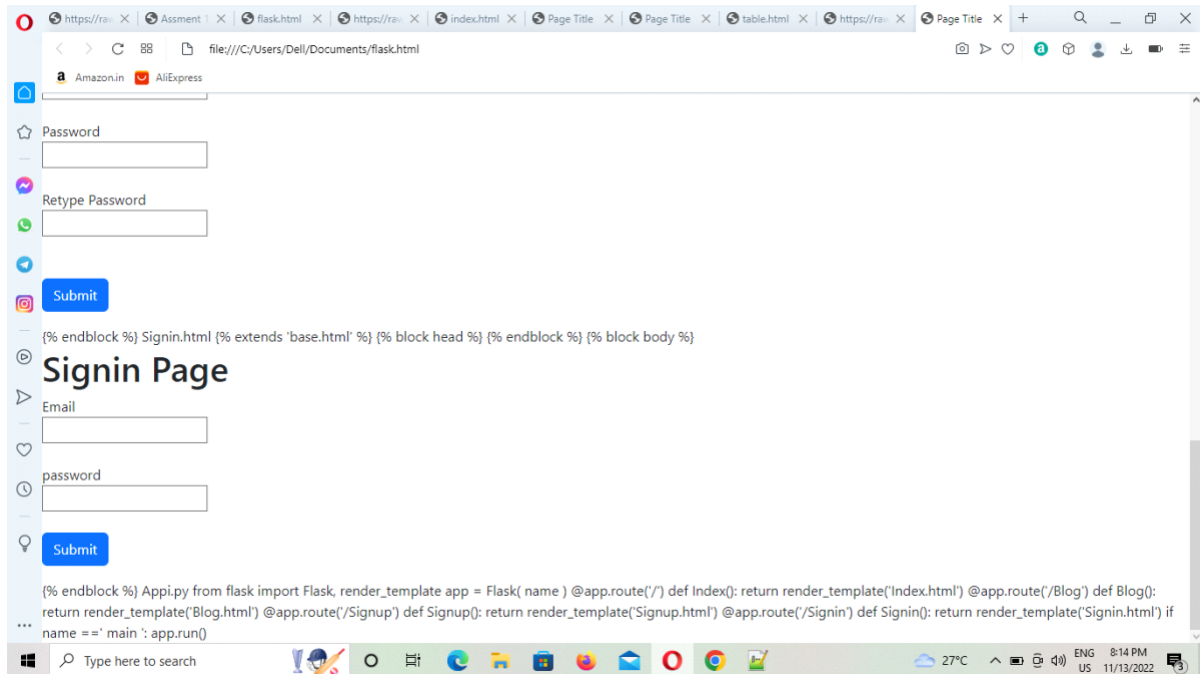 https://rav
Assment 1
flask.html
https://rav
index.html
Page Title
Page Title
table.html
https://rav
Page Title
file:///C:/Users/Dell/Documents/flask.html
Amazon.in
AliExpress
Password
Retype Password
Submit
{% endblock %} Signin.html {% extends 'base.html' %} {% block head %} {% endblock %} {% block body %}
Signin Page
Email
password
Submit
{% endblock %} Appi.py from flask import Flask, render_template app = Flask( name ) @app.route('/') def Index(): return render_template('Index.html') @app.route('/Blog') def Blog():
return render_template('Blog.html') @app.route('/Signup') def Signup(): return render_template('Signup.html') @app.route('/Signin') def Signin(): return render_template('Signin.html') if
name ==' main ': app.run()
Type here to search
27°C
ENG
US
8:14 PM
11/13/2022
3